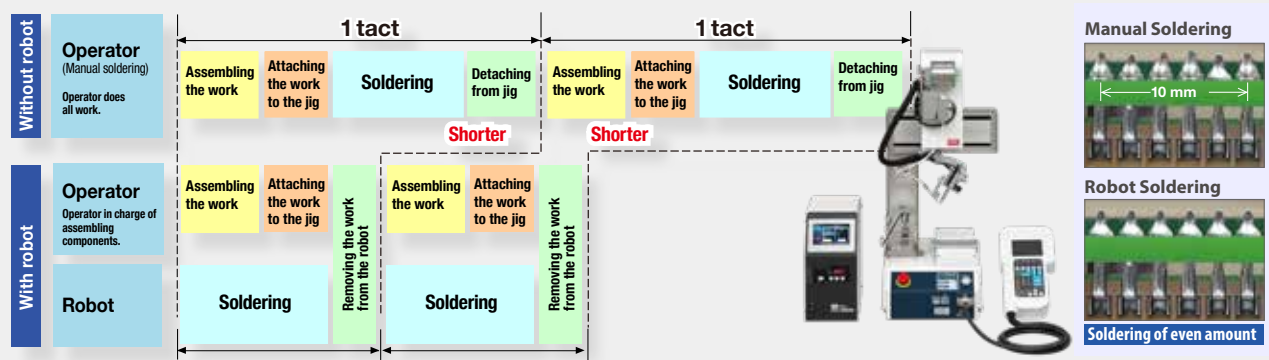 Without robot
Operator
(Manual soldering)
Operator does
all work.
1 tact
1 tact
Assembling
the work
Attaching
the work
to the jig
Soldering
Detaching
from jig
Assembling
the work
Attaching
the work
to the jig
Soldering
Detaching
from jig
Shorter
Shorter
With robot
Operator
Operator in charge of
assembling
components.
Assembling
the work
Attaching
the work
to the jig
Removing the work
from the robot
Assembling
the work
Attaching
the work
to the jig
Removing the work
from the robot
Robot
Soldering
Soldering
Manual Soldering
10 mm
Robot Soldering
Soldering of even amount